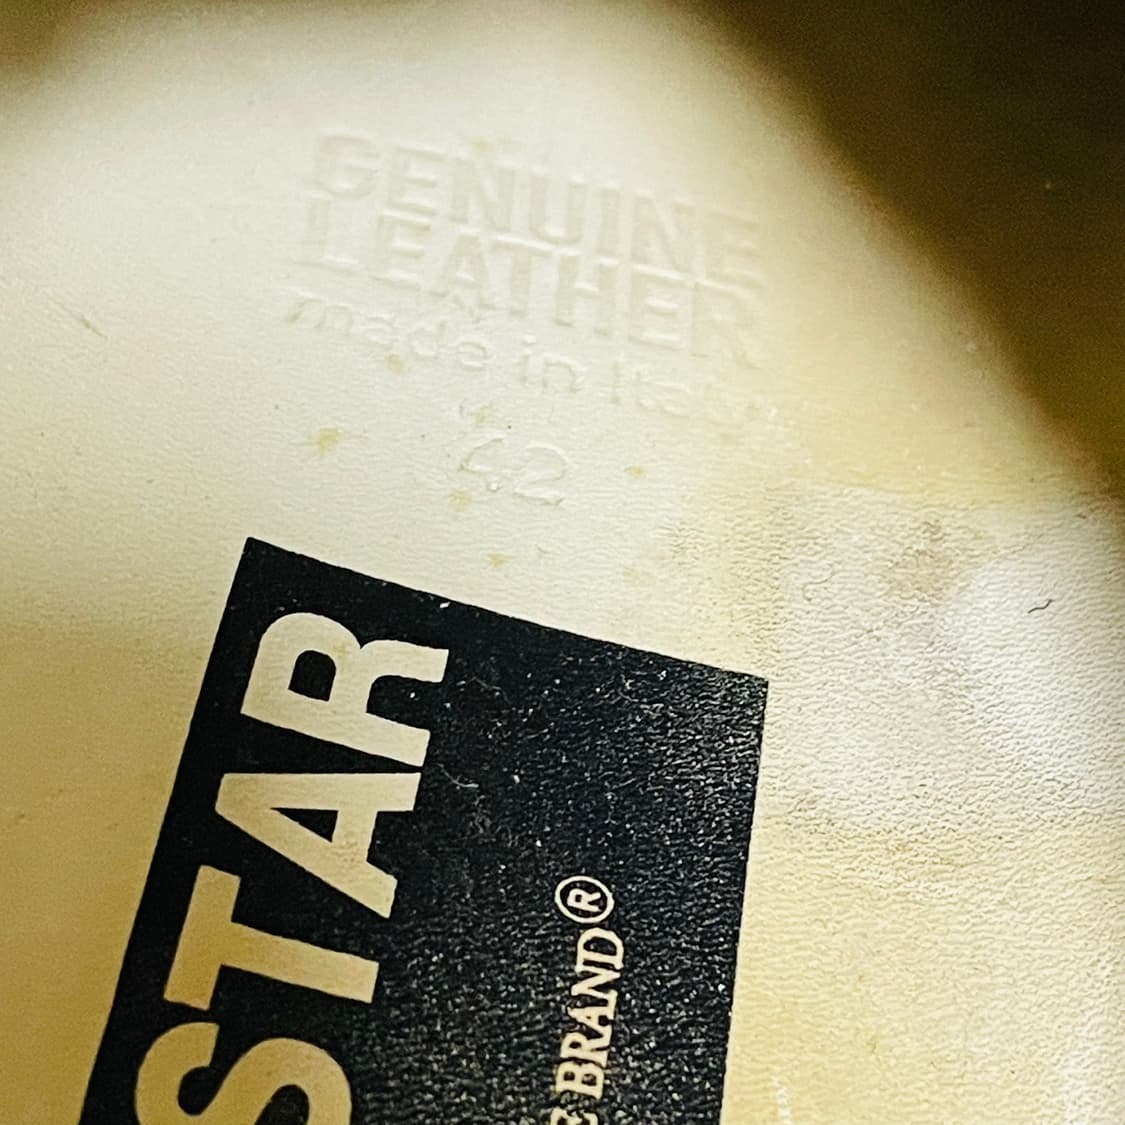 GENUINE
LEATHER
made in Italy
42
STAR
BRAND®